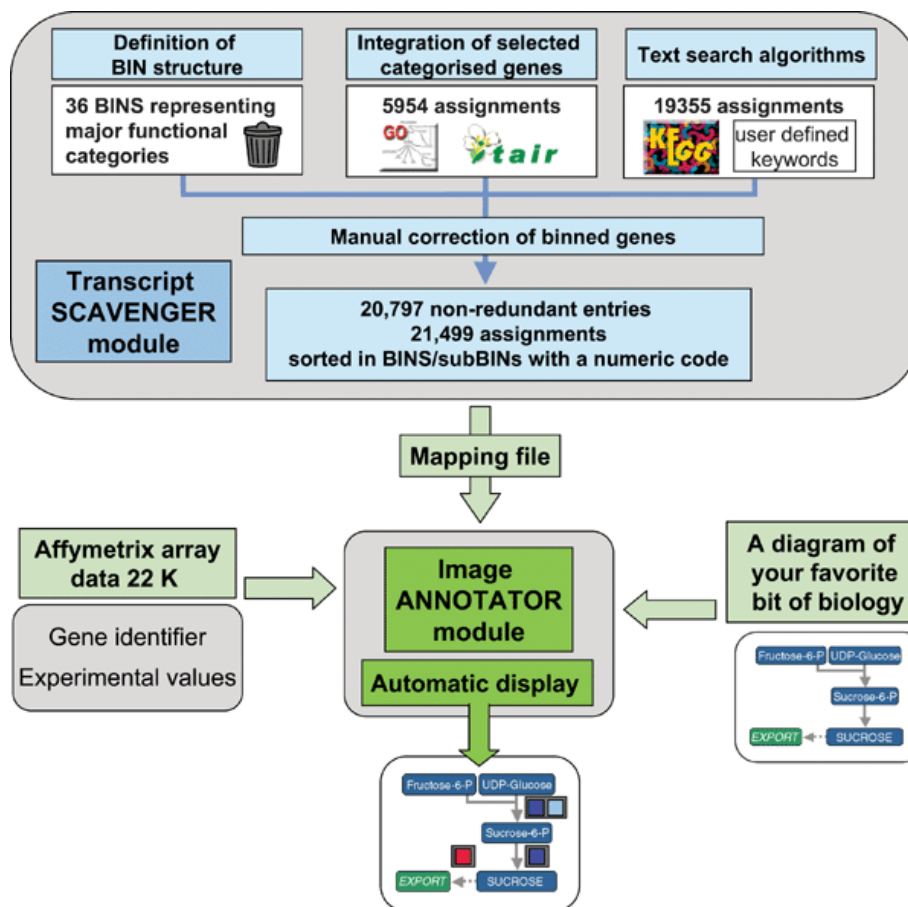 Definition of
BIN structure
36 BINS representing
major functional
categories
Integration of selected
categorised genes
5954 assignments
GO
tair
Text search algorithms
19355 assignments
KEGG
user defined
keywords
Manual correction of binned genes
Transcript
SCAVENGER
module
20,797 non-redundant entries
21,499 assignments
sorted in BINS/subBINs with a numeric code
Mapping file
Affymetrix array
data 22 K
Gene identifier
Experimental values
Image
ANNOTATOR
module
Automatic display
A diagram of
your favorite
bit of biology
Fructose-6-P
UDP-Glucose
Sucrose-6-P
EXPORT
SUCROSE
Fructose-6-P
UDP-Glucose
Sucrose-6-P
EXPORT
SUCROSE